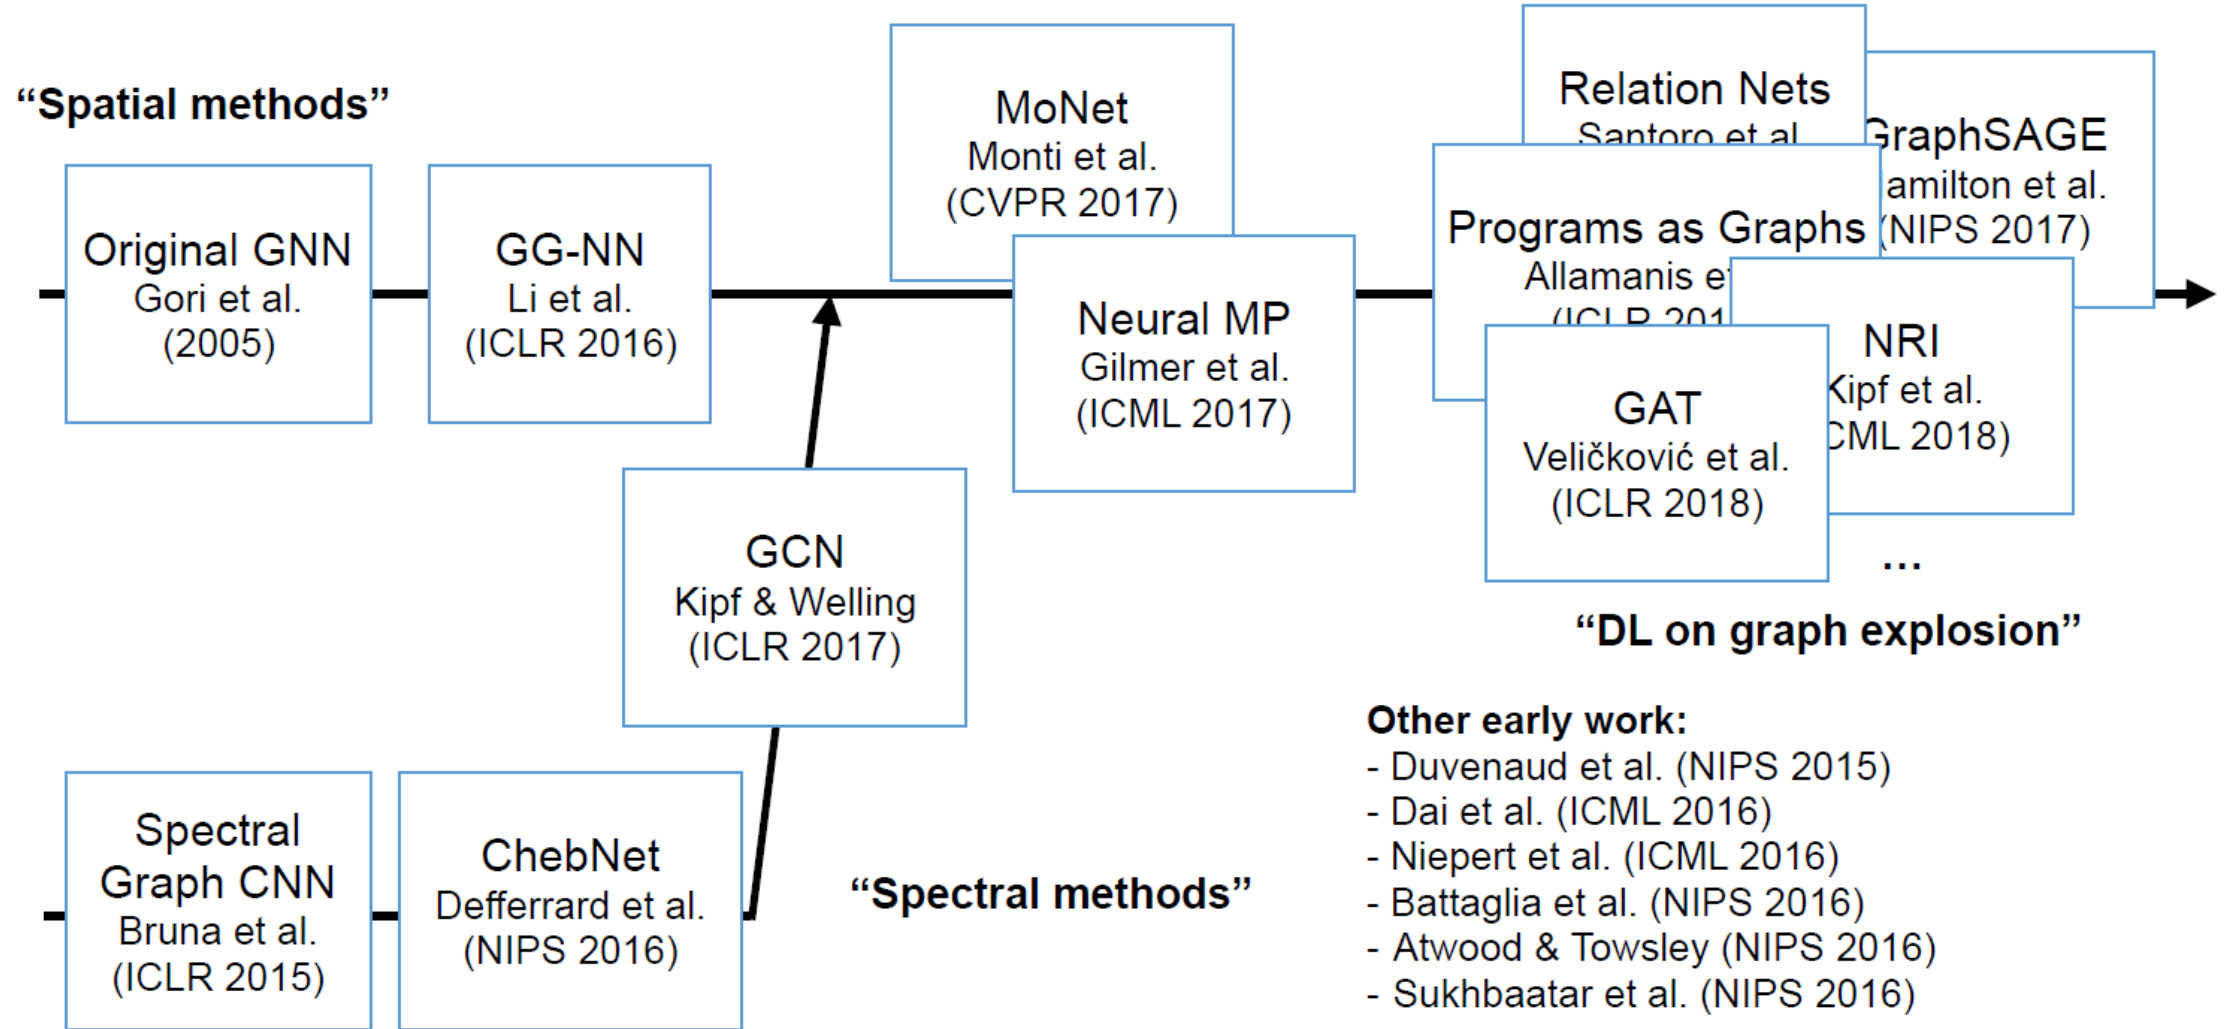 “Spatial methods”
Original GNN
Gori et al.
(2005)
GG-NN
Li et al.
(ICLR 2016)
MoNet
Monti et al.
(CVPR 2017)
Neural MP
Gilmer et al.
(ICML 2017)
Relation Nets
Santoro et al
GraphSAGE
et al.
(NIPS 2017)
Programs as Graphs
Allamanis
NRI
Kipf et al.
2018)
GAT
Veličković et al.
(ICLR 2018)
...
“DL on graph explosion”
GCN
Kipf & Welling
(ICLR 2017)
Spectral
Graph CNN
Bruna et al.
(ICLR 2015)
ChebNet
Defferrard et al.
(NIPS 2016)
“Spectral methods”
Other early work:
- Duvenaud et al. (NIPS 2015)
- Dai et al. (ICML 2016)
- Niepert et al. (ICML 2016)
- Battaglia et al. (NIPS 2016)
- Atwood & Towsley (NIPS 2016)
- Sukhbaatar et al. (NIPS 2016)